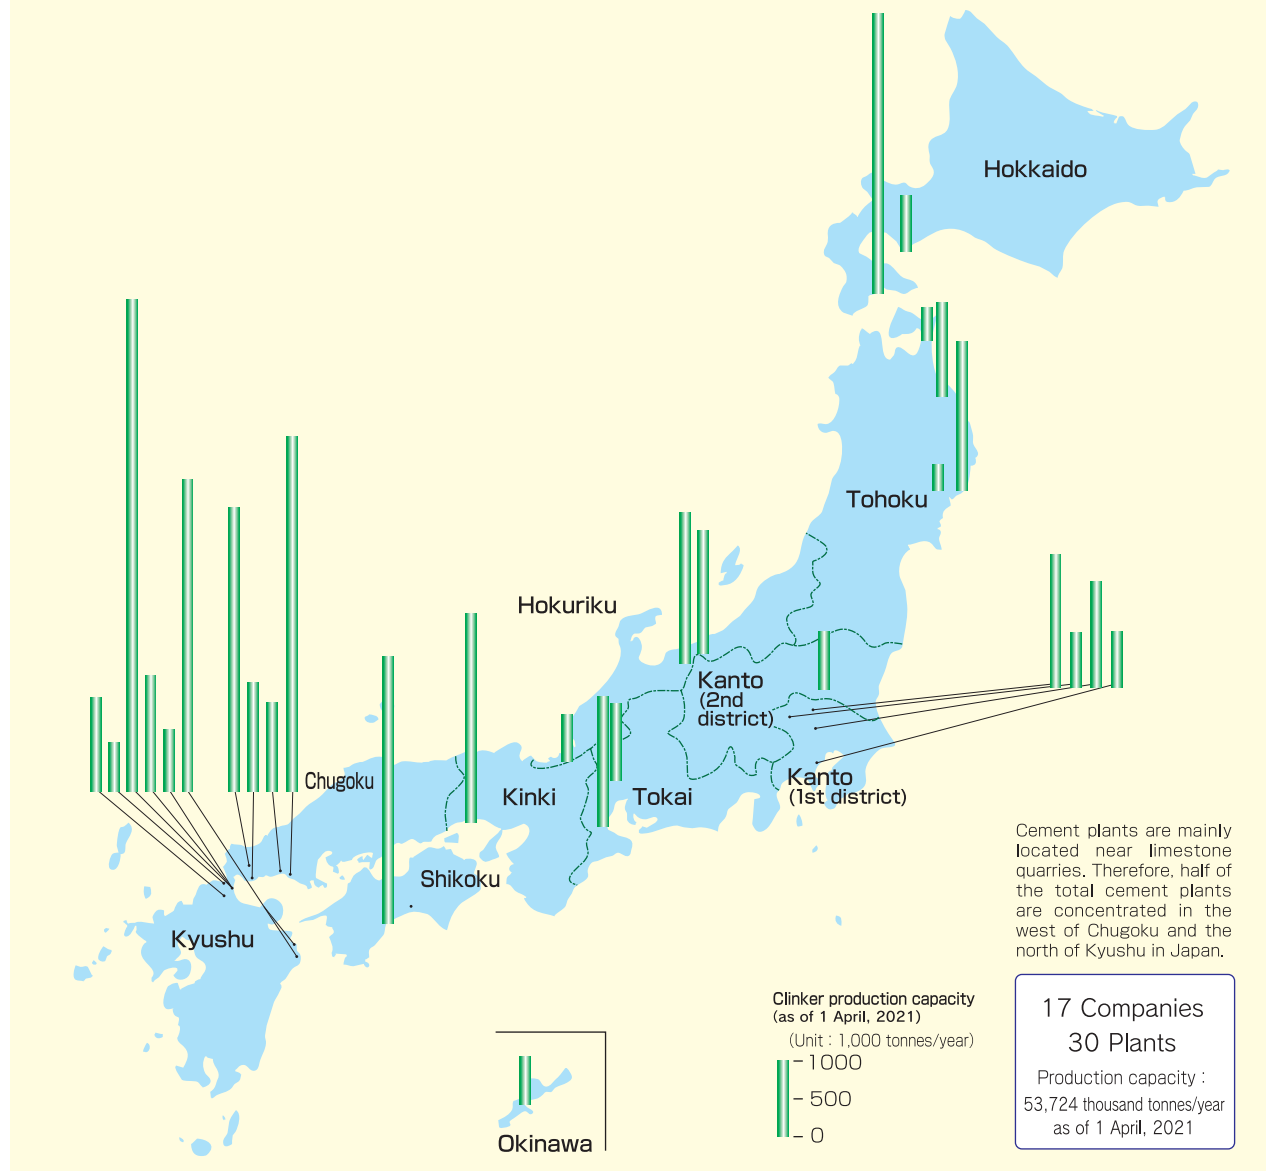 Hokkaido
Tohoku
Hokuriku
Kanto
(2nd
district)
Chugoku
Kinki
Tokai
Kanto
(1st district)
Shikoku
Kyushu
Cement plants are mainly
located near limestone
quarries. Therefore, half of
the total cement plants
are concentrated in the
west of Chugoku and the
north of Kyushu in Japan.
Clinker production capacity
(as of 1 April, 2021)
(Unit : 1,000 tonnes/year)
1000
500
0
17 Companies
30 Plants
Production capacity :
53,724 thousand tonnes/year
as of 1 April, 2021
Okinawa